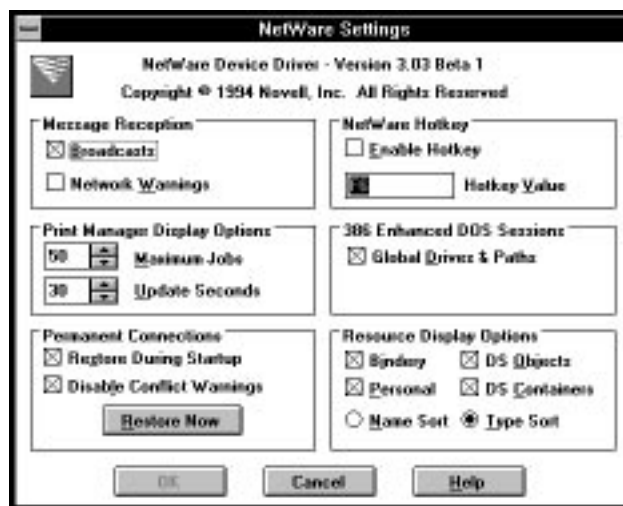 NetWare Settings
NetWare Device Driver - Version 3.03 Beta 1
Copyright © 1994 Novell, Inc. All Rights Reserved
Message Reception
Broadcasts
Network Warnings
NetWare Hotkey
Enable Hotkey
Hotkey Value
Print Manager Display Options
50 Maximum Jobs
30 Update Seconds
386 Enhanced DOS Sessions
Global Drives & Paths
Permanent Connections
Restore During Startup
Disable Conflict Warnings
Restore Now
Resource Display Options
Bindery DS Objects
Personal DS Containers
Name Sort Type Sort
OK Cancel Help